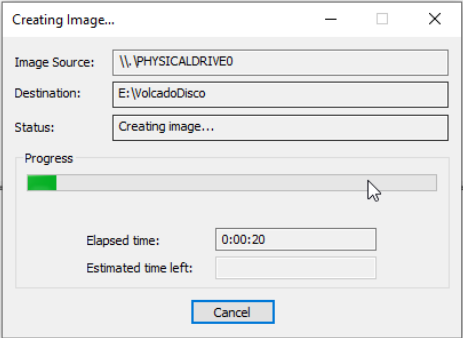 Creating Image...
Image Source: \\.\PHYSICALDRIVE0
Destination: E:\VolcadoDisco
Status: Creating image...
Progress
Elapsed time: 0:00:20
Estimated time left:
Cancel